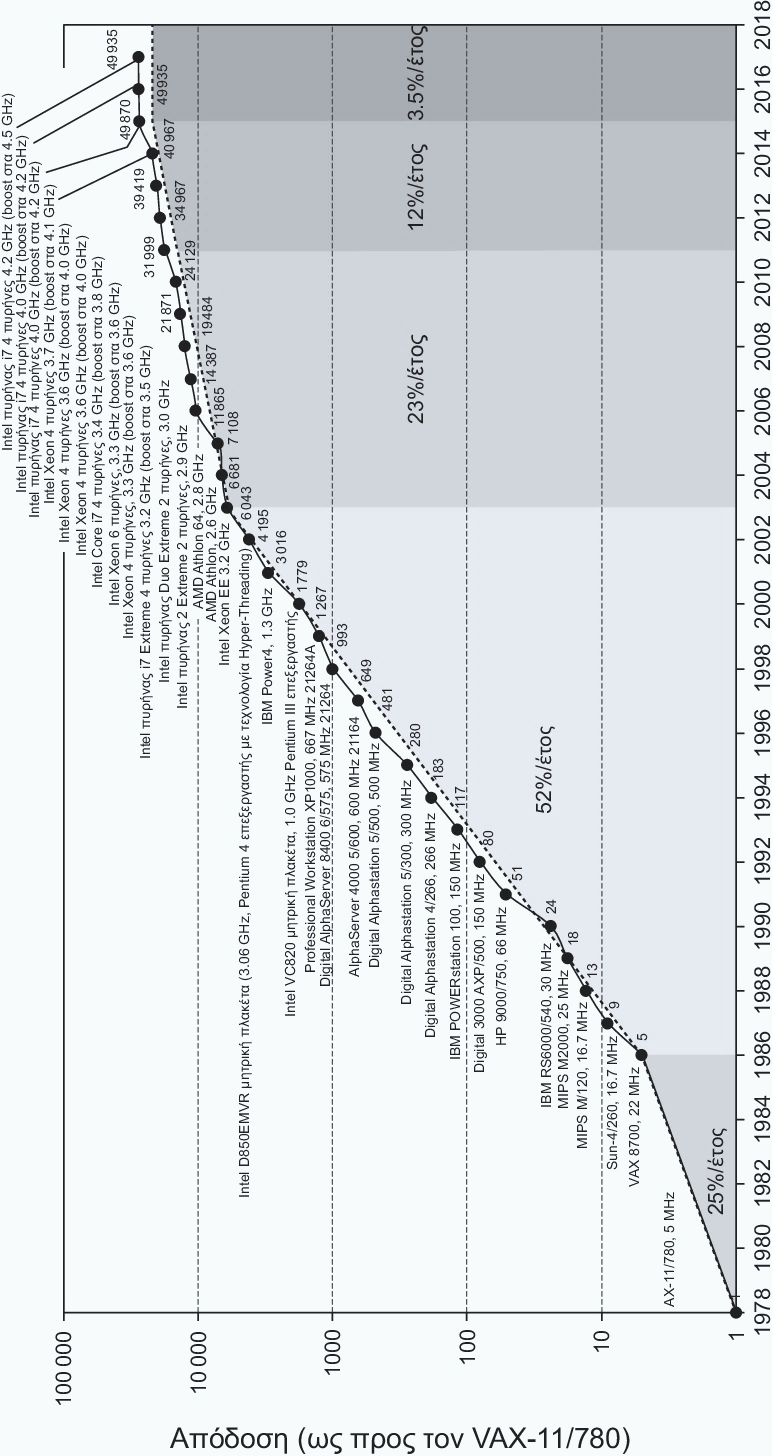 Απόδοση (ως προς τον VAX-11/780)
100 000
10 000
1000
100
10
1
1978
1980
1982
1984
1986
1988
1990
1992
1994
1996
1998
2000
2002
2004
2006
2008
2010
2012
2014
2016
2018
25%/έτος
52%/έτος
23%/έτος
12%/έτος
3.5%/έτος
Intel πυρήνας i7 4 πυρήνες 4.2 GHz (boost στα 4.5 GHz)
Intel πυρήνας i7 4 πυρήνες 4.0 GHz (boost στα 4.2 GHz)
Intel πυρήνας i7 4 πυρήνες 4.0 GHz (boost στα 4.2 GHz)
Intel Xeon 4 πυρήνες 3.7 GHz (boost στα 4.1 GHz)
Intel Xeon 4 πυρήνες 3.6 GHz (boost στα 4.0 GHz)
Intel Xeon 4 πυρήνες 3.6 GHz (boost στα 4.0 GHz)
Intel Core i7 4 πυρήνες 3.4 GHz (boost στα 3.8 GHz)
Intel Xeon 6 πυρήνες, 3.3 GHz (boost στα 3.6 GHz)
Intel Xeon 4 πυρήνες, 3.3 GHz (boost στα 3.6 GHz)
Intel πυρήνας i7 Extreme 4 πυρήνες 3.2 GHz (boost στα 3.5 GHz)
Intel πυρήνας Duo Extreme 2 πυρήνες, 3.0 GHz
Intel πυρήνας 2 Extreme 2 πυρήνες, 2.9 GHz
AMD Athlon 64, 2.8 GHz
AMD Athlon, 2.6 GHz
Intel Xeon EE 3.2 GHz
Intel D850EMVR μητρική πλακέτα (3.06 GHz, Pentium 4 επεξεργαστής με τεχνολογία Hyper-Threading)
IBM Power4, 1.3 GHz
Intel VC820 μητρική πλακέτα, 1.0 GHz Pentium III επεξεργαστής
Professional Workstation XP1000, 667 MHz 21264A
Digital AlphaServer 8400 6/575, 575 MHz 21264
AlphaServer 4000 5/600, 600 MHz 21164
Digital Alphastation 5/500, 500 MHz
Digital Alphastation 5/300, 300 MHz
Digital Alphastation 4/266, 266 MHz
IBM POWERstation 100, 150 MHz
Digital 3000 AXP/500, 150 MHz
HP 9000/750, 66 MHz
IBM RS6000/540, 30 MHz
MIPS M2000, 25 MHz
MIPS M/120, 16.7 MHz
Sun-4/260, 16.7 MHz
VAX 8700, 22 MHz
AX-11/780, 5 MHz
5
9
13
18
24
51
80
117
183
280
481
649
993
1267
1779
3016
4195
6043
6681
7108
11865
14387
19484
21871
24129
31999
34967
39419
40967
49870
49935
49935